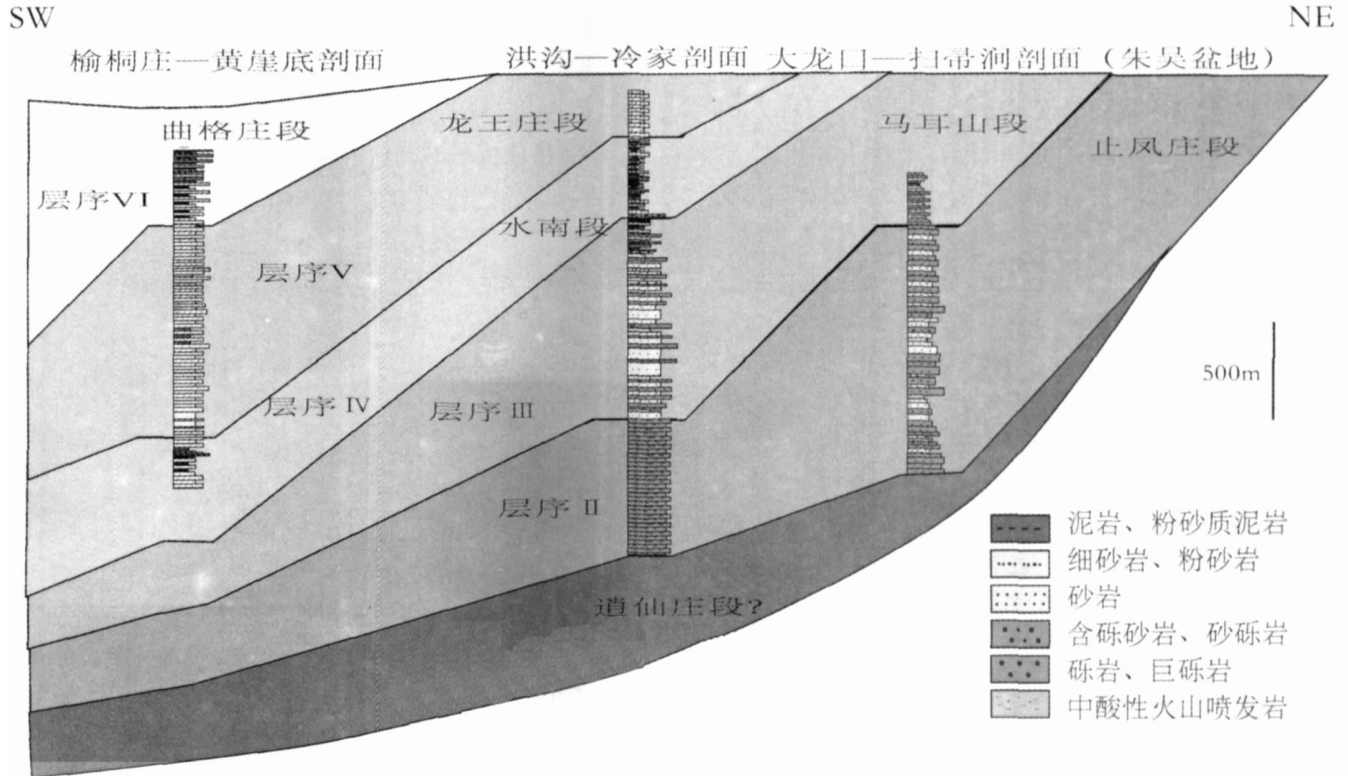 SW
NE
榆桐庄—黄崖底剖面
洪沟—冷家剖面
大龙口—扫帚涧剖面（朱吴盆地）
曲格庄段
龙王庄段
马耳山段
止凤庄段
层序VI
水南段
层序V
500m
层序IV
层序III
层序II
逍仙庄段?
泥岩、粉砂质泥岩
细砂岩、粉砂岩
砂岩
含砾砂岩、砂砾岩
砾岩、巨砾岩
中酸性火山喷发岩